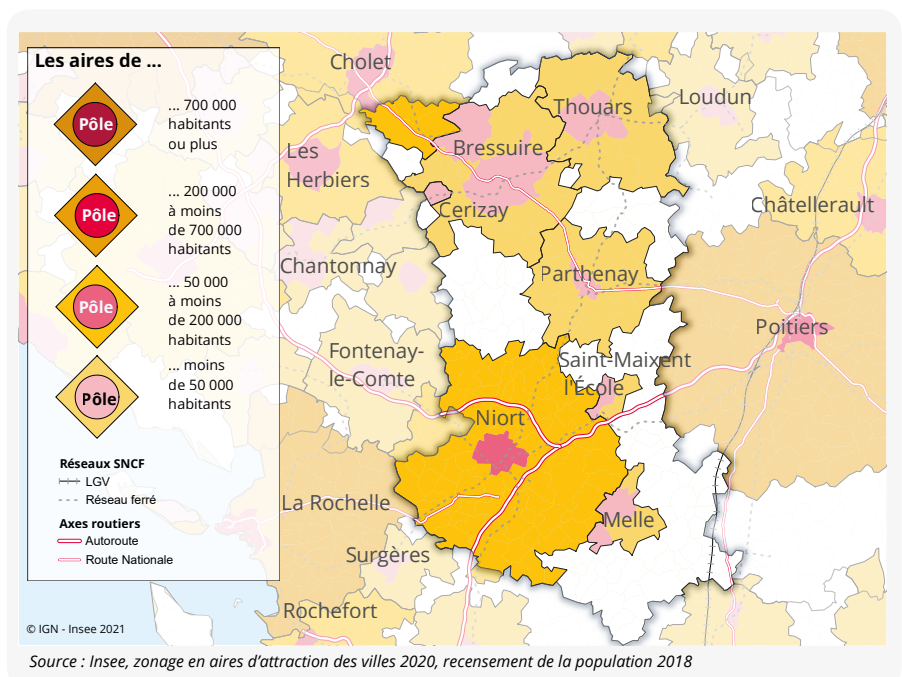 Les aires de ...
Pôle
... 700 000
habitants
ou plus
Pôle
... 200 000
à moins
de 700 000
habitants
Pôle
... 50 000
à moins
de 200 000
habitants
Pôle
... moins
de 50 000
habitants
Réseaux SNCF
LGV
Réseau ferré
Axes routiers
Autoroute
Route Nationale
© IGN - Insee 2021
Cholet
Thouars
Loudun
Bressuire
Les
Herbiers
Cerizay
Châtellerault
Chantonnay
Parthenay
Poitiers
Fontenay-
le-Comte
Saint-Maixent
l'École
Niort
La Rochelle
Melle
Surgères
Rochefort
Source : Insee, zonage en aires d’attraction des villes 2020, recensement de la population 2018